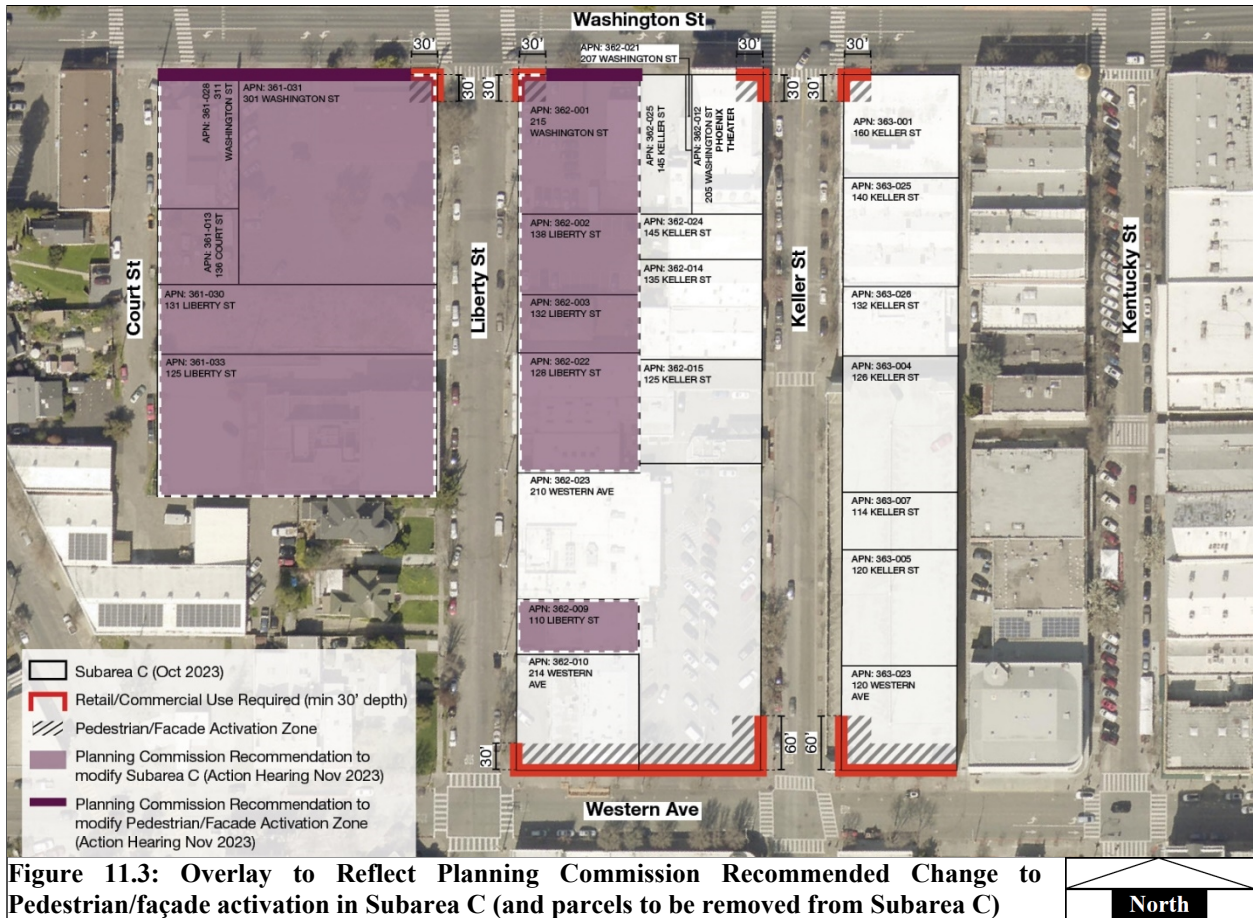 Washington St
30'
30'
30'
30'
APN: 362-021
207 WASHINGTON ST
30'
30'
30'
30'
APN: 361-028
311
WASHINGTON ST
APN: 361-031
301 WASHINGTON ST
APN: 361-013
136 COURT ST
APN: 361-030
131 LIBERTY ST
APN: 361-033
125 LIBERTY ST
Court St
Liberty St
APN: 362-001
215
WASHINGTON ST
APN: 362-025
145 KELLER ST
APN: 362-012
205 WASHINGTON ST
PHOENIX
THEATER
APN: 362-002
138 LIBERTY ST
APN: 362-024
145 KELLER ST
APN: 362-014
135 KELLER ST
APN: 362-003
132 LIBERTY ST
APN: 362-022
128 LIBERTY ST
APN: 362-015
125 KELLER ST
APN: 362-023
210 WESTERN AVE
APN: 362-009
110 LIBERTY ST
APN: 362-010
214 WESTERN
AVE
Keller St
APN: 363-001
160 KELLER ST
APN: 363-025
140 KELLER ST
APN: 363-026
132 KELLER ST
APN: 363-004
126 KELLER ST
APN: 363-007
114 KELLER ST
APN: 363-005
120 KELLER ST
APN: 363-023
120 WESTERN
AVE
Kentucky St
30'
60'
60'
Western Ave
Subarea C (Oct 2023)
Retail/Commercial Use Required (min 30' depth)
Pedestrian/Facade Activation Zone
Planning Commission Recommendation to
modify Subarea C (Action Hearing Nov 2023)
Planning Commission Recommendation to
modify Pedestrian/Facade Activation Zone
(Action Hearing Nov 2023)
Figure 11.3: Overlay to Reflect Planning Commission Recommended Change to
Pedestrian/façade activation in Subarea C (and parcels to be removed from Subarea C)
North